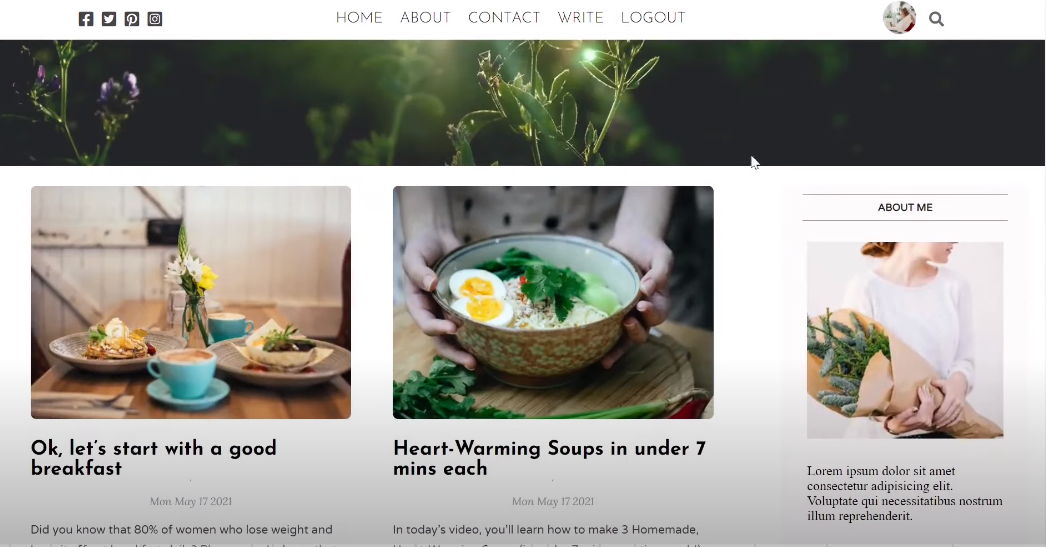 HOME ABOUT CONTACT WRITE LOGOUT
ABOUT ME
Ok, let's start with a good
breakfast
Mon May 17 2021
Did you know that 80% of women who lose weight and
Heart-Warming Soups in under 7
mins each
Mon May 17 2021
In today's video, you'll learn how to make 3 Homemade,
Lorem ipsum dolor sit amet
consectetur adipisicing elit.
Voluptate qui necessitatibus nostrum
illum reprehenderit.